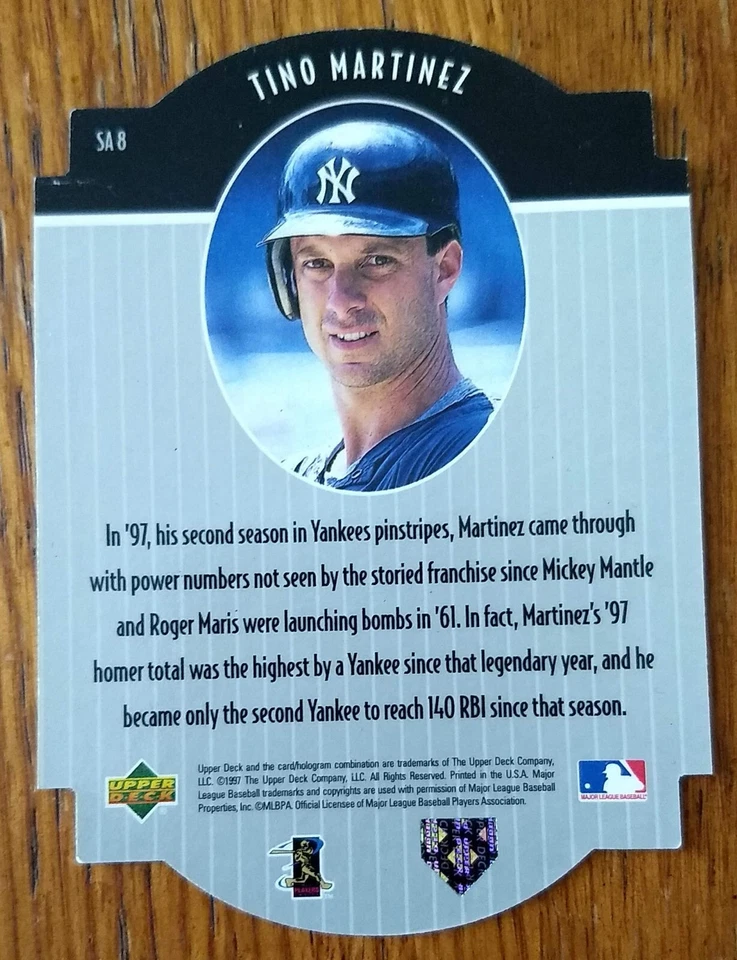 TINO MARTINEZ
SA 8
NY
In '97, his second season in Yankees pinstripes, Martinez came through
with power numbers not seen by the storied franchise since Mickey Mantle
and Roger Maris were launching bombs in '61. In fact, Martinez's '97
homer total was the highest by a Yankee since that legendary year, and he
became only the second Yankee to reach 140 RBI since that season.
Upper Deck and the card/hologram combination are trademarks of The Upper Deck Company,
LLC. ©1997 The Upper Deck Company, LLC. All Rights Reserved. Printed in the U.S.A. Major
League Baseball trademarks and copyrights are used with permission of Major League Baseball
Properties, Inc. ©MLBPA. Official Licensee of Major League Baseball Players Association.
UPPER
DECK
MAJOR LEAGUE BASEBALL
PLAYERS